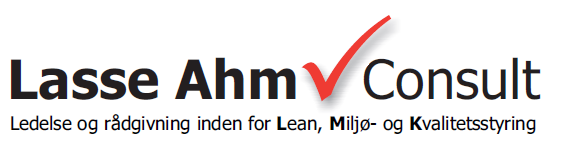 Lasse Ahm Consult
Ledelse og rådgivning inden for Lean, Miljø- og Kvalitetsstyring